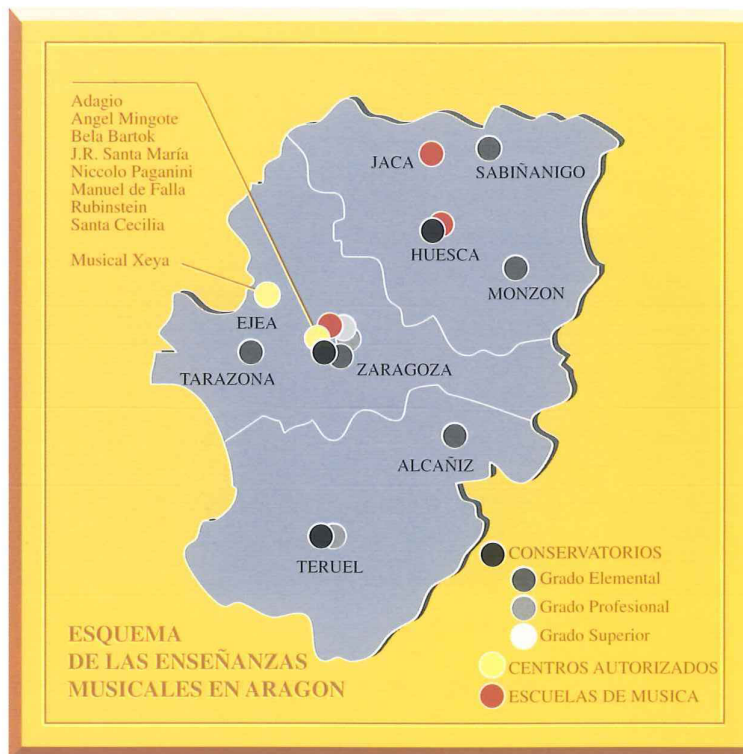 Adagio
Angel Mingote
Bela Bartok
J.R. Santa María
Niccolo Paganini
Manuel de Falla
Rubinstein
Santa Cecilia
Musical Xeya
JACA
SABIÑANIGO
HUESCA
MONZON
EJEA
TARAZONA
ZARAGOZA
ALCAÑIZ
TERUEL
CONSERVATORIOS
Grado Elemental
Grado Profesional
Grado Superior
CENTROS AUTORIZADOS
ESCUELAS DE MUSICA
ESQUEMA
DE LAS ENSEÑANZAS
MUSICALES EN ARAGON